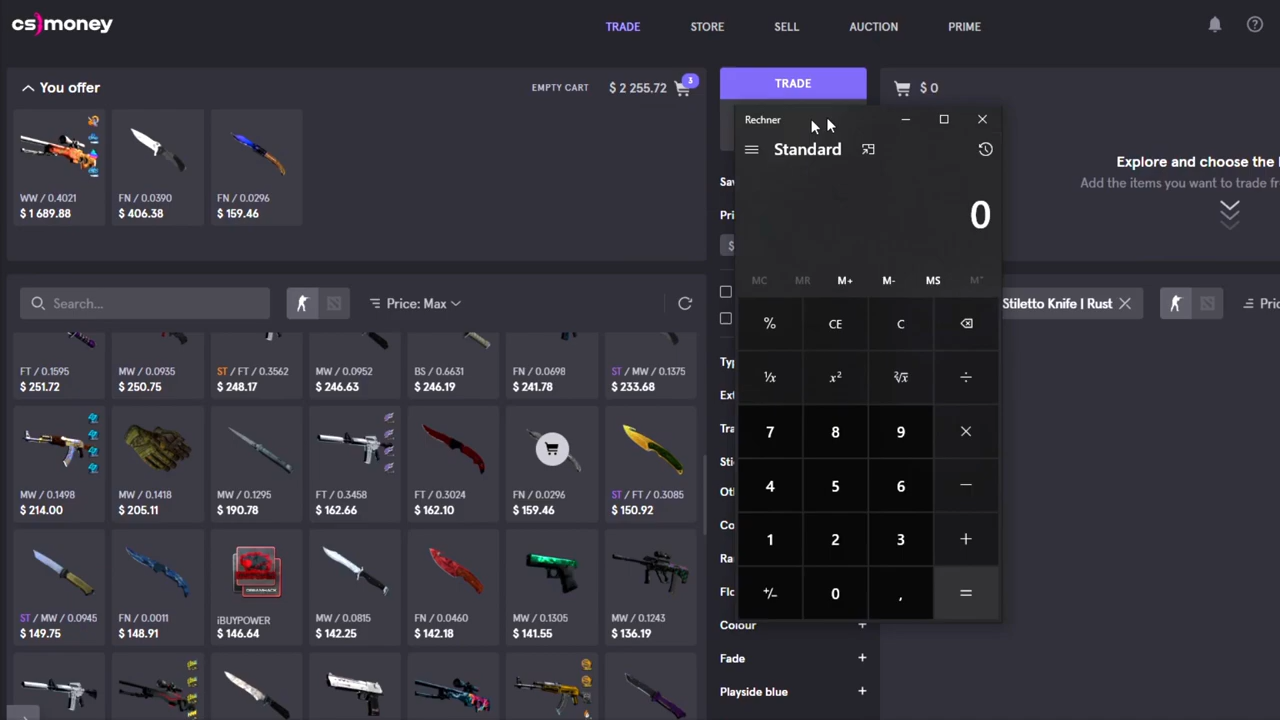 cs)money
TRADE
STORE
SELL
AUCTION
PRIME
You offer
EMPTY CART
$ 2 255.72
3
TRADE
$ 0
WW / 0.4021
$ 1 689.88
FN / 0.0390
$ 406.38
FN / 0.0296
$ 159.46
Rechner
Standard
0
Explore and choose the
Add the items you want to trade
MC
MR
M+
M-
MS
M˅
Search...
Price: Max
Stiletto Knife | Rust
%
CE
C
⅟x
x²
²√x
÷
7
8
9
×
4
5
6
−
1
2
3
+
+/−
0
,
=
$
FT / 0.1595
$ 251.72
MW / 0.0935
$ 250.75
ST / FT / 0.3562
$ 248.17
MW / 0.0952
$ 246.63
BS / 0.6631
$ 246.19
FN / 0.0698
$ 241.78
ST / MW / 0.1375
$ 233.68
MW / 0.1498
$ 214.00
MW / 0.1418
$ 205.11
MW / 0.1295
$ 190.78
FT / 0.3458
$ 162.66
FT / 0.3024
$ 162.10
FN / 0.0296
$ 159.46
ST / FT / 0.3085
$ 150.92
ST / MW / 0.0945
$ 149.75
FN / 0.0011
$ 148.91
iBUYPOWER
$ 146.64
MW / 0.0815
$ 142.25
FN / 0.0460
$ 142.18
MW / 0.1305
$ 141.55
MW / 0.1243
$ 136.19
Colour
Fade
Playside blue